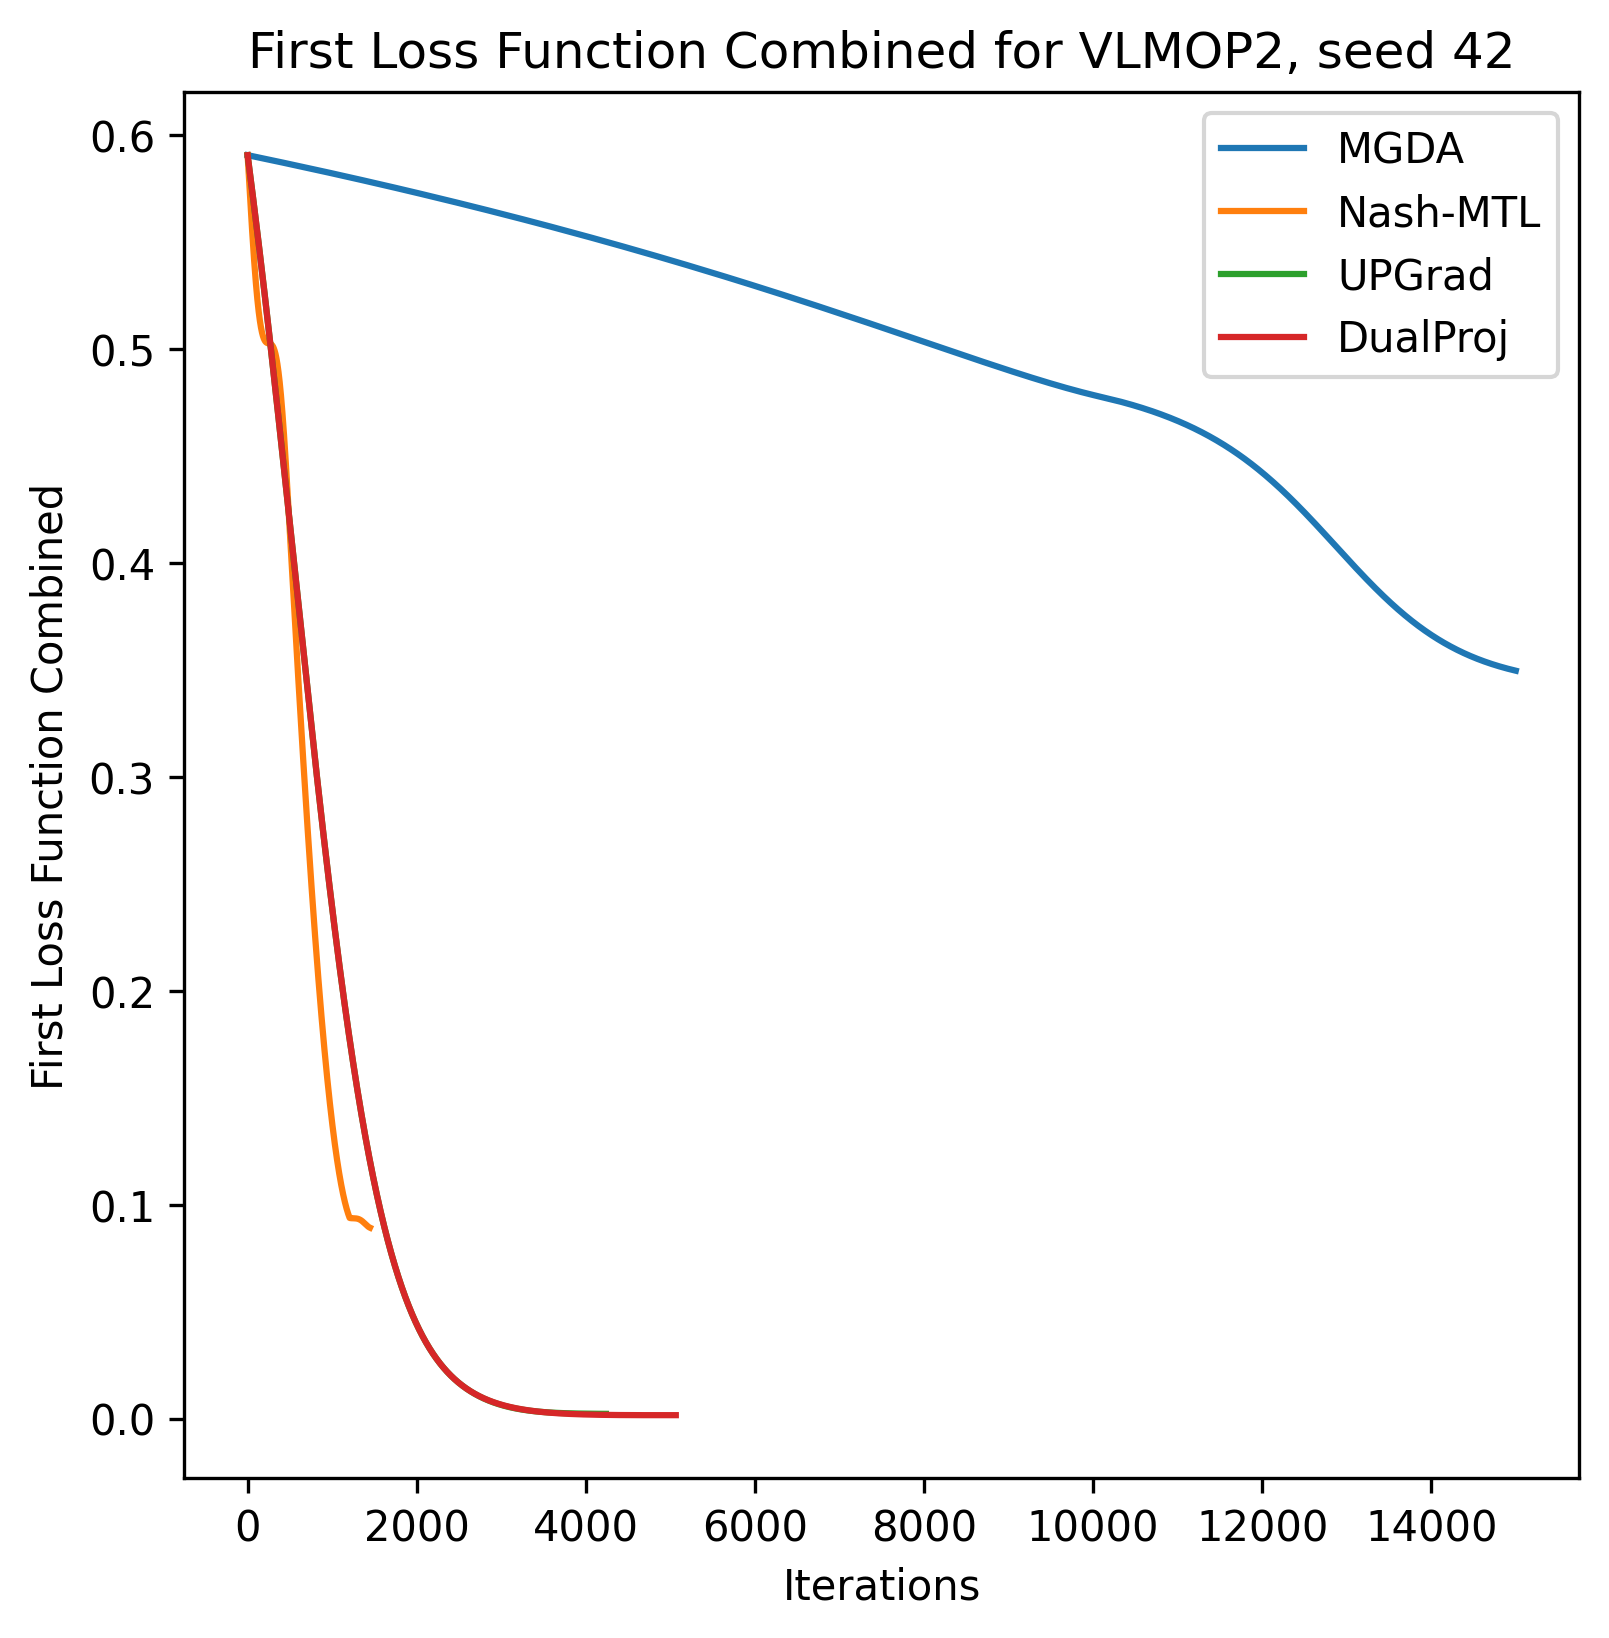 First Loss Function Combined for VLMOP2, seed 42
MGDA
Nash-MTL
UPGrad
DualProj
First Loss Function Combined
0.6
0.5
0.4
0.3
0.2
0.1
0.0
0 2000 4000 6000 8000 10000 12000 14000
Iterations